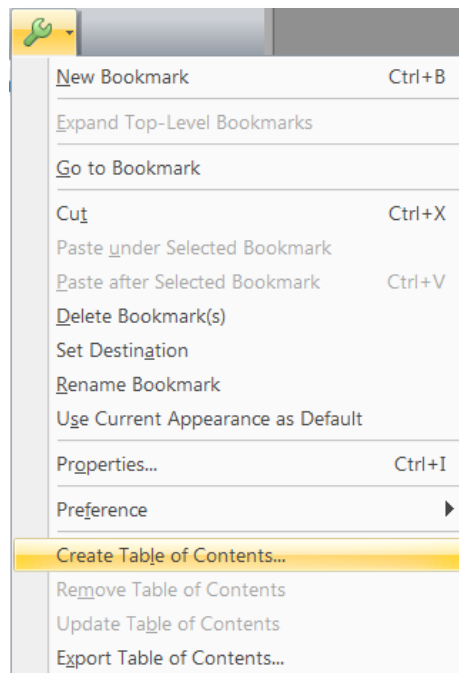 New Bookmark Ctrl+B
Expand Top-Level Bookmarks
Go to Bookmark
Cut Ctrl+X
Paste under Selected Bookmark
Paste after Selected Bookmark Ctrl+V
Delete Bookmark(s)
Set Destination
Rename Bookmark
Use Current Appearance as Default
Properties... Ctrl+I
Preference
Create Table of Contents...
Remove Table of Contents
Update Table of Contents
Export Table of Contents...